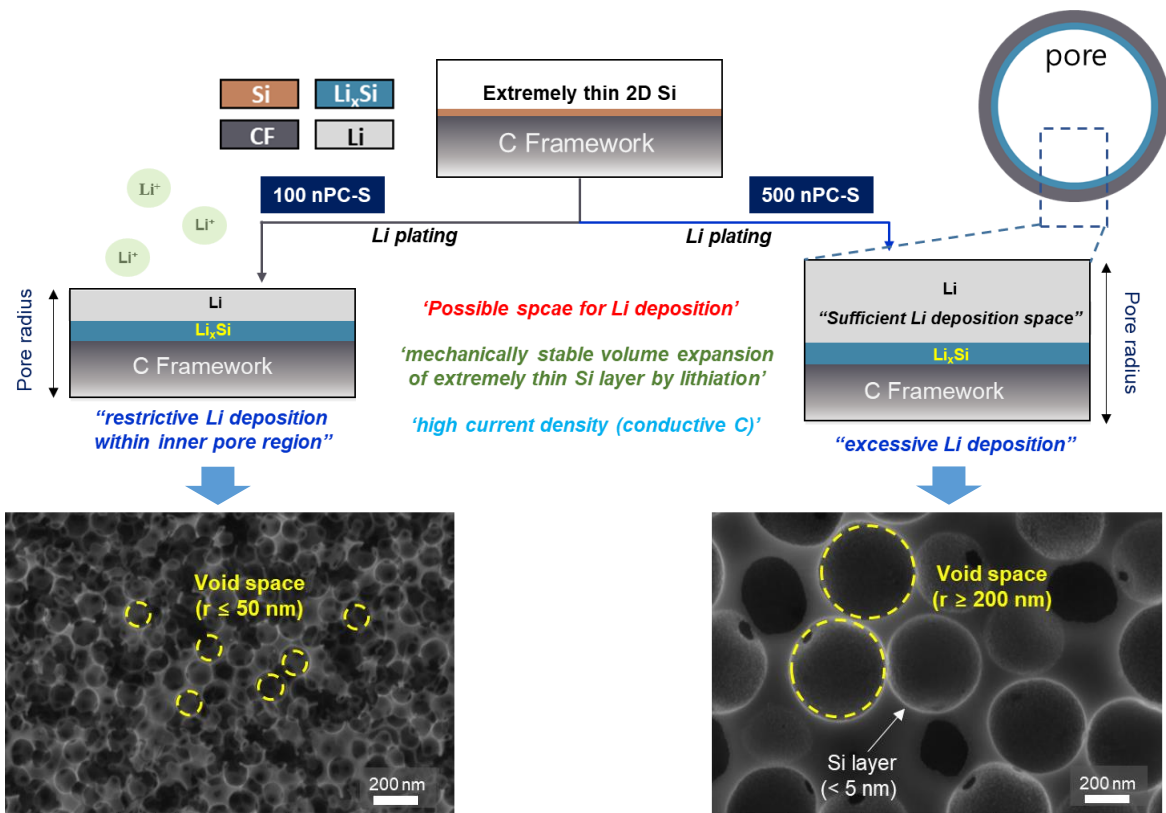 pore
Si
LiₓSi
CF
Li
Extremely thin 2D Si
C Framework
100 nPC-S
500 nPC-S
Li plating
Li plating
Li⁺
Li⁺
Li⁺
Pore radius
Li
LiₓSi
C Framework
“restrictive Li deposition
within inner pore region”
‘Possible spcae for Li deposition’
‘mechanically stable volume expansion
of extremely thin Si layer by lithiation’
‘high current density (conductive C)’
Li
“Sufficient Li deposition space”
LiₓSi
C Framework
Pore radius
“excessive Li deposition”
Void space
(r ≤ 50 nm)
200 nm
Void space
(r ≥ 200 nm)
Si layer
(< 5 nm)
200 nm